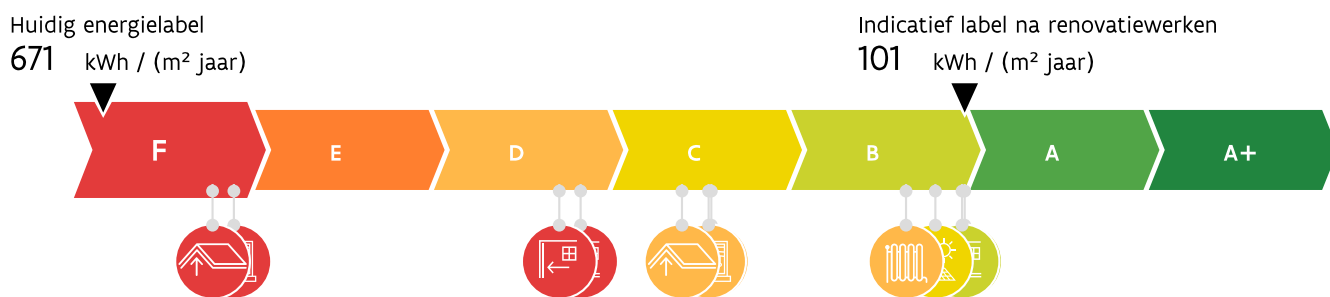 Huidig energielabel
671 kWh / (m² jaar)
Indicatief label na renovatiewerken
101 kWh / (m² jaar)
F E D C B A A+